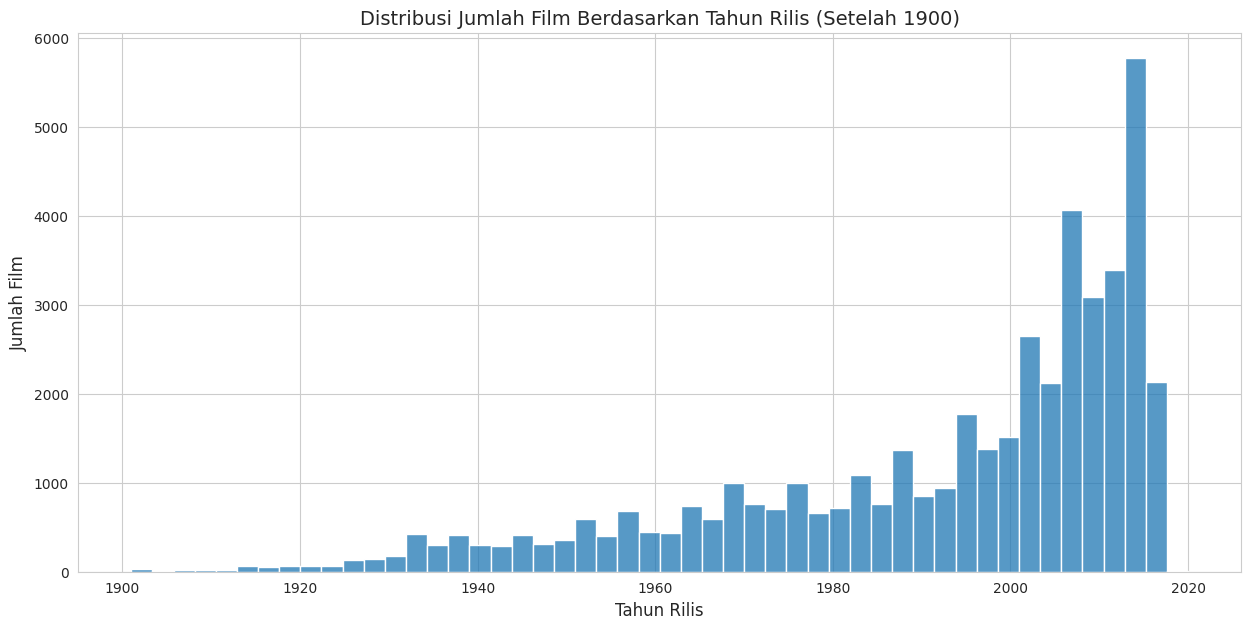 Distribusi Jumlah Film Berdasarkan Tahun Rilis (Setelah 1900)
6000
5000
4000
3000
2000
1000
0
Jumlah Film
1900 1920 1940 1960 1980 2000 2020
Tahun Rilis